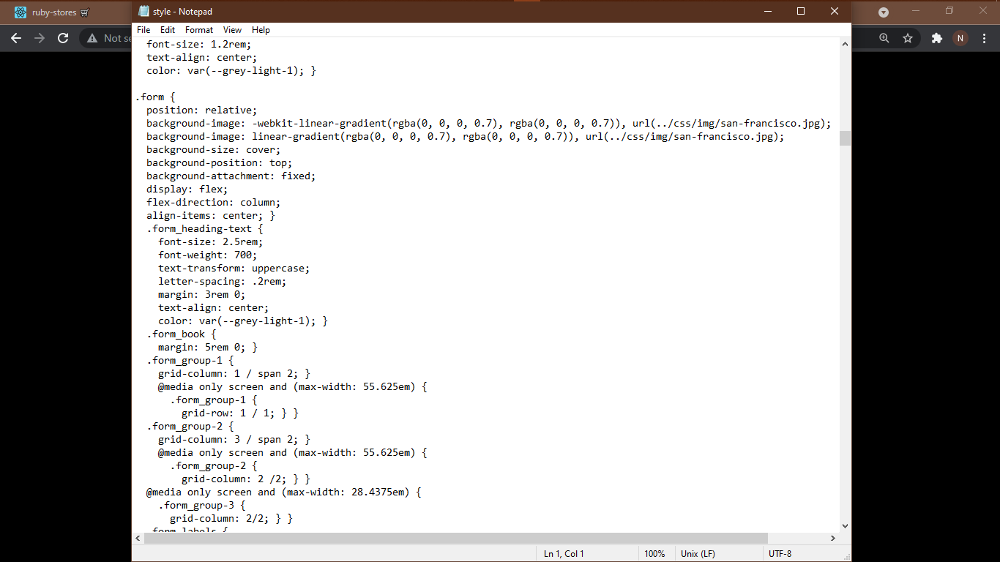 ruby-stores 🛒
style - Notepad
Not se
N
File Edit Format View Help
font-size: 1.2rem;
text-align: center;
color: var(--grey-light-1); }
.form {
position: relative;
background-image: -webkit-linear-gradient(rgba(0, 0, 0, 0.7), rgba(0, 0, 0, 0.7)), url(../css/img/san-francisco.jpg);
background-image: linear-gradient(rgba(0, 0, 0, 0.7), rgba(0, 0, 0, 0.7)), url(../css/img/san-francisco.jpg);
background-size: cover;
background-position: top;
background-attachment: fixed;
display: flex;
flex-direction: column;
align-items: center; }
.form_heading-text {
font-size: 2.5rem;
font-weight: 700;
text-transform: uppercase;
letter-spacing: .2rem;
margin: 3rem 0;
text-align: center;
color: var(--grey-light-1); }
.form_book {
margin: 5rem 0; }
.form_group-1 {
grid-column: 1 / span 2; }
@media only screen and (max-width: 55.625em) {
.form_group-1 {
grid-row: 1 / 1; } }
.form_group-2 {
grid-column: 3 / span 2; }
@media only screen and (max-width: 55.625em) {
.form_group-2 {
grid-column: 2 /2; } }
@media only screen and (max-width: 28.4375em) {
.form_group-3 {
grid-column: 2/2; } }
.form_labels {
Ln 1, Col 1 100% Unix (LF) UTF-8